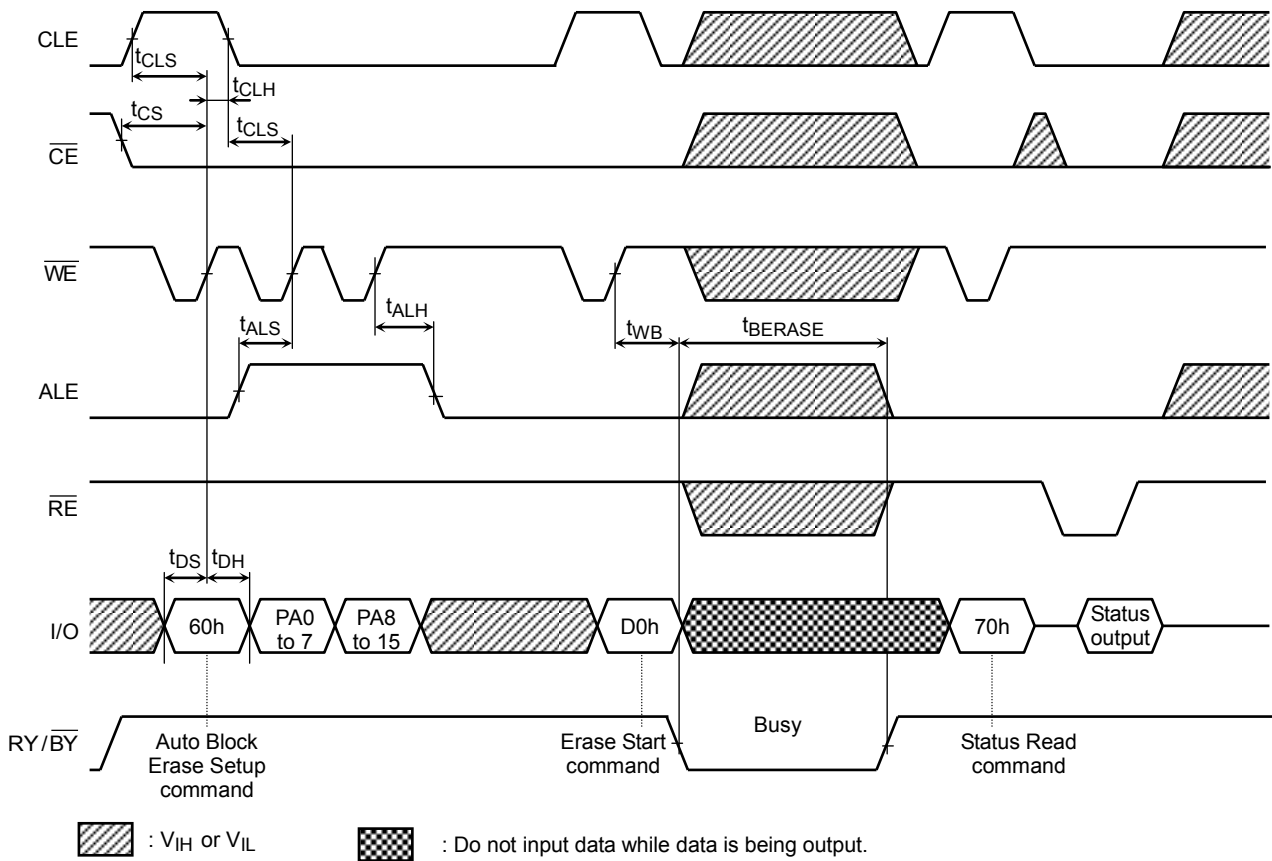 CLE
tCLS
tCLH
tCS
tCLS
CE
WE
tALS
tALH
tWB
tBERASE
ALE
RE
tDS
tDH
I/O
60h
PA0
to 7
PA8
to 15
D0h
70h
Status
output
RY/BY
Busy
Auto Block
Erase Setup
command
Erase Start
command
Status Read
command
: VIH or VIL
: Do not input data while data is being output.